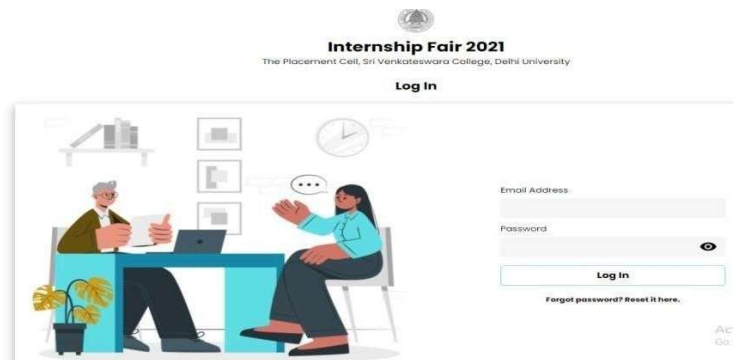 Internship Fair 2021
The Placement Cell, Sri Venkateswara College, Delhi University
Log In
Email Address
Password
Log In
Forgot password? Reset it here.